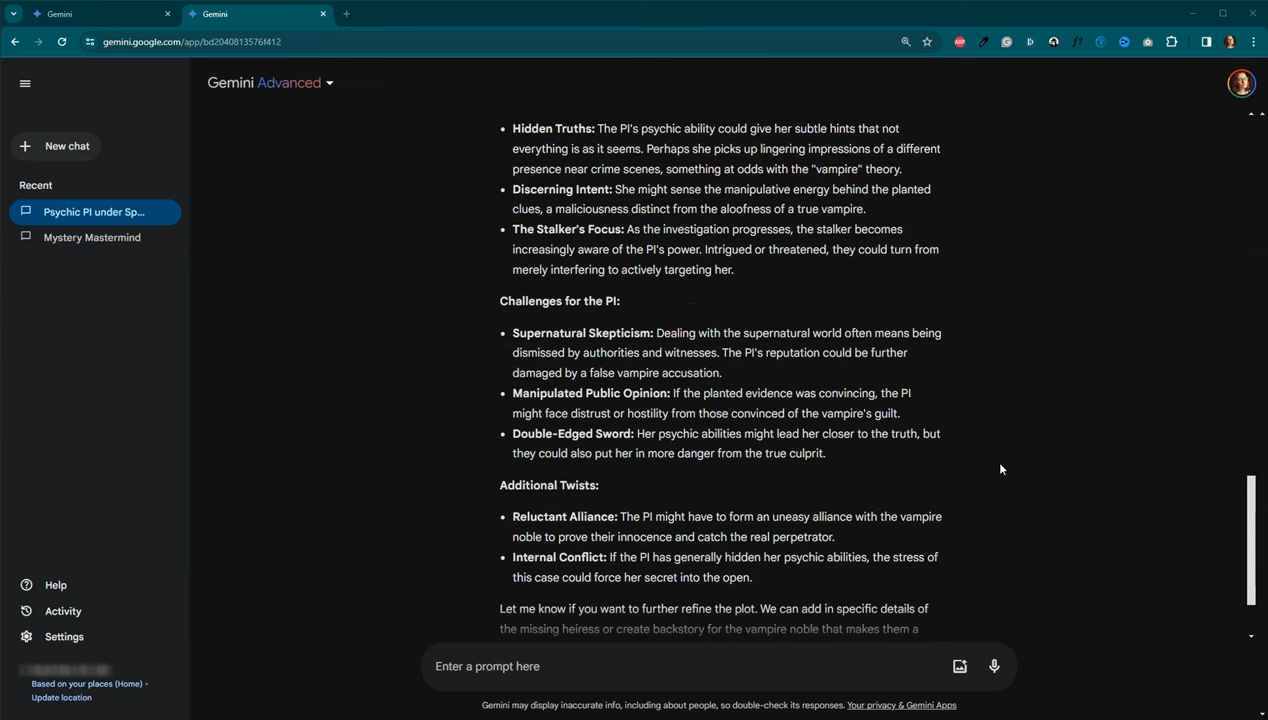 Gemini
Gemini
gemini.google.com/app/bd2040813576f412
ABP
f?
Gemini Advanced
New chat
Recent
Psychic PI under Sp...
Mystery Mastermind
Hidden Truths: The PI's psychic ability could give her subtle hints that not
everything is as it seems. Perhaps she picks up lingering impressions of a different
presence near crime scenes, something at odds with the "vampire" theory.
Discerning Intent: She might sense the manipulative energy behind the planted
clues, a maliciousness distinct from the aloofness of a true vampire.
The Stalker's Focus: As the investigation progresses, the stalker becomes
increasingly aware of the PI's power. Intrigued or threatened, they could turn from
merely interfering to actively targeting her.
Challenges for the PI:
Supernatural Skepticism: Dealing with the supernatural world often means being
dismissed by authorities and witnesses. The PI's reputation could be further
damaged by a false vampire accusation.
Manipulated Public Opinion: If the planted evidence was convincing, the PI
might face distrust or hostility from those convinced of the vampire's guilt.
Double-Edged Sword: Her psychic abilities might lead her closer to the truth, but
they could also put her in more danger from the true culprit.
Additional Twists:
Reluctant Alliance: The PI might have to form an uneasy alliance with the vampire
noble to prove their innocence and catch the real perpetrator.
Internal Conflict: If the PI has generally hidden her psychic abilities, the stress of
this case could force her secret into the open.
Let me know if you want to further refine the plot. We can add in specific details of
the missing heiress or create backstory for the vampire noble that makes them a
Help
Activity
Settings
Based on your places (Home) •
Update location
Enter a prompt here
Gemini may display inaccurate info, including about people, so double-check its responses. Your privacy & Gemini Apps